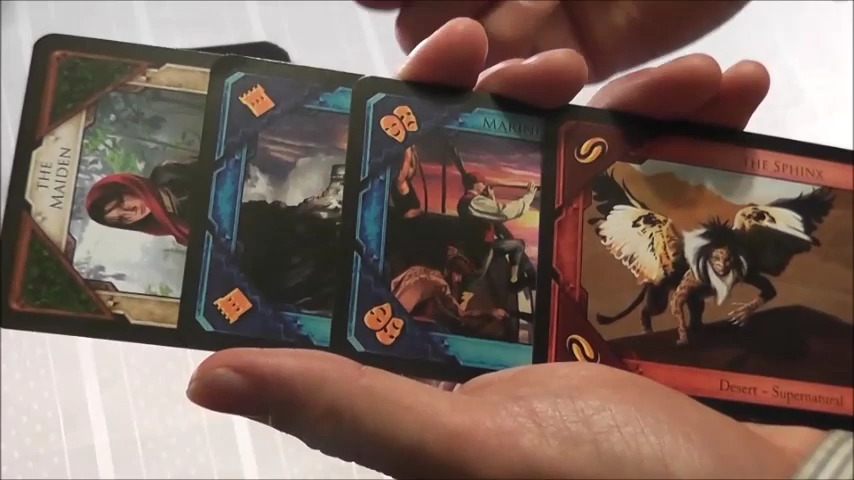 THE
MAIDEN
THE SPHINX
Desert - Supernatural